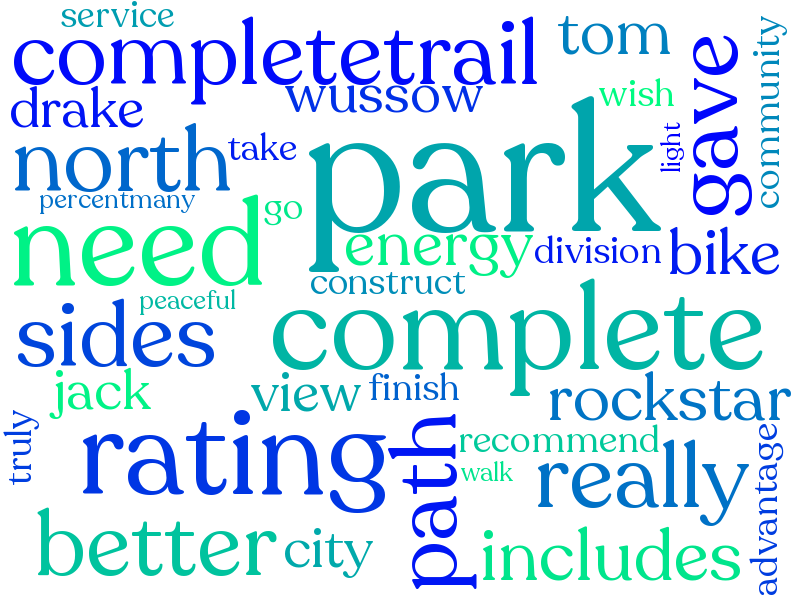 service
completetrail
tom
wussow
wish
drake
gave
community
north
take
park
light
percentmany
go
need
energy
division
bike
construct
peaceful
sides
complete
jack
view
finish
rockstar
truly
rating
path
recommend
walk
really
advantage
better
city
includes